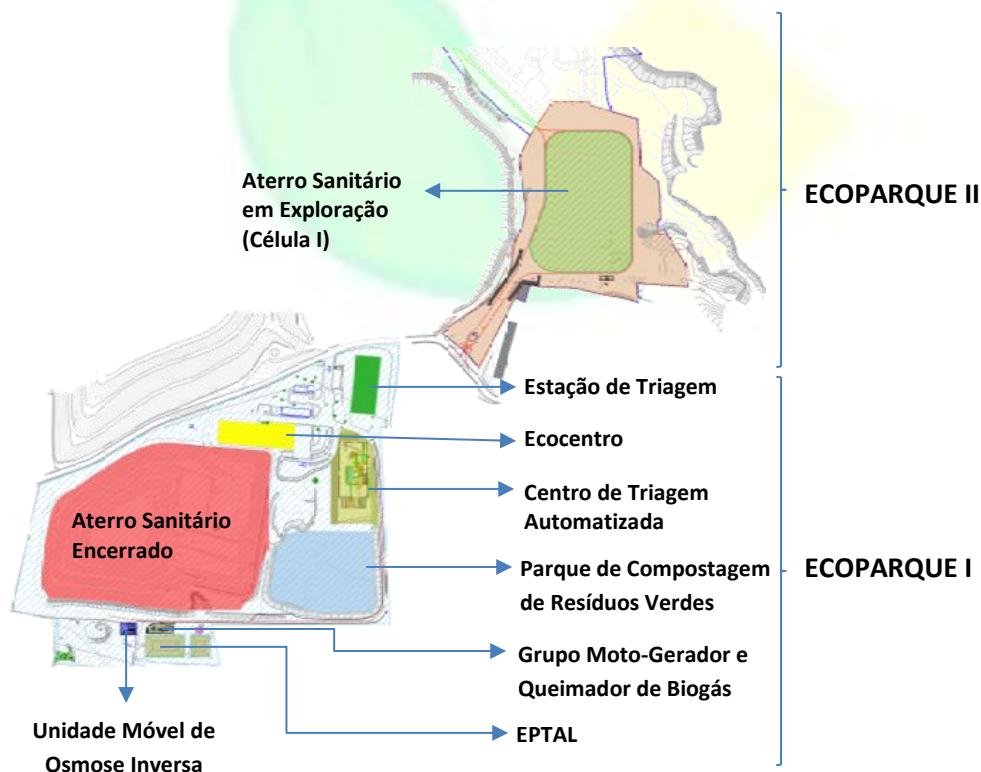 Aterro Sanitário
em Exploração
(Célula I)
ECOPARQUE II
Estação de Triagem
Ecocentro
Centro de Triagem
Automatizada
Aterro Sanitário
Encerrado
Parque de Compostagem
de Resíduos Verdes
ECOPARQUE I
Grupo Moto-Gerador e
Queimador de Biogás
EPTAL
Unidade Móvel de
Osmose Inversa